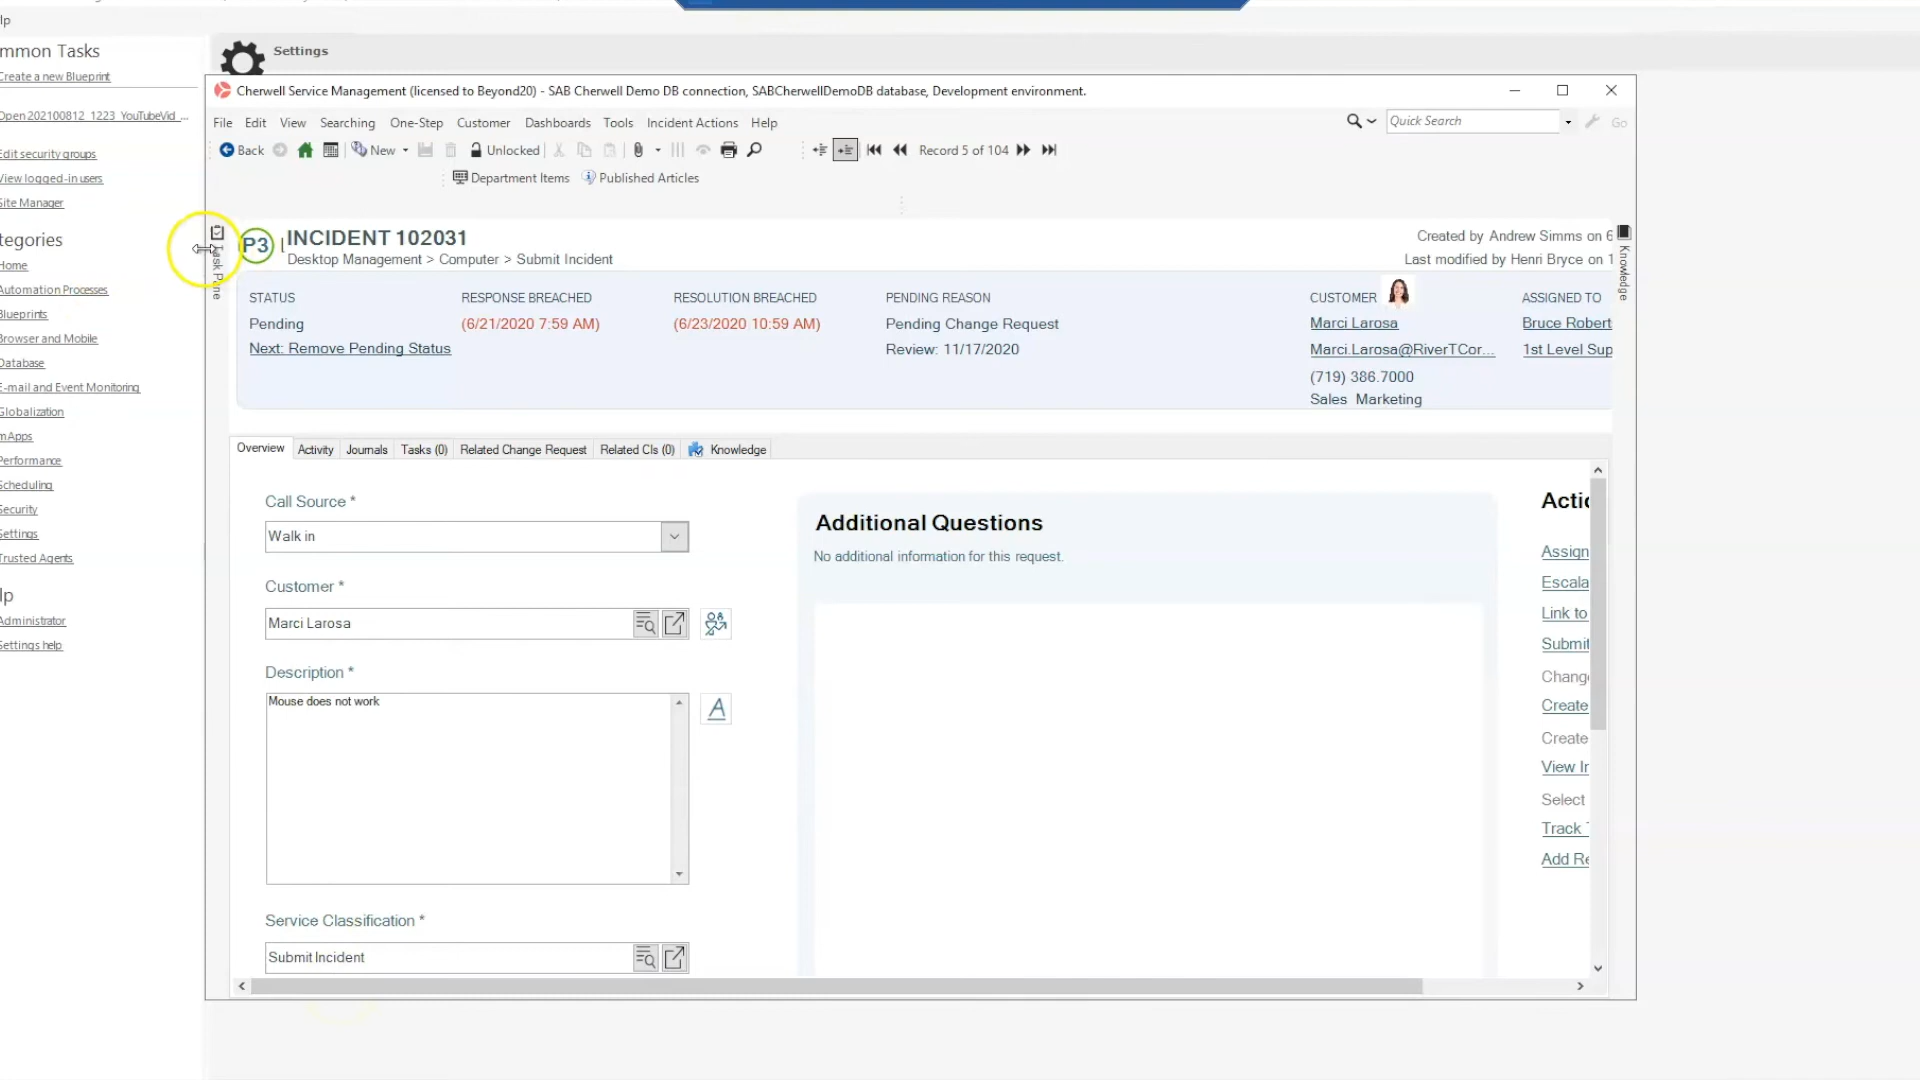 lp
mmon Tasks
Create a new Blueprint
Open 202100812_1223_YouTubeVid_...
Edit security groups
View logged-in users
Site Manager
tegories
Home
Automation Processes
Blueprints
Browser and Mobile
Database
E-mail and Event Monitoring
Globalization
mApps
Performance
Scheduling
Security
Settings
Trusted Agents
lp
Administrator
Settings help
Settings
Cherwell Service Management (licensed to Beyond20) - SAB Cherwell Demo DB connection, SABCherwellDemoDB database, Development environment.
File Edit View Searching One-Step Customer Dashboards Tools Incident Actions Help
Quick Search
Go
Back New Unlocked Record 5 of 104
Department Items Published Articles
Task Pane
P3
INCIDENT 102031
Desktop Management > Computer > Submit Incident
Created by Andrew Simms on 6
Last modified by Henri Bryce on 1
Knowledge
STATUS
Pending
Next: Remove Pending Status
RESPONSE BREACHED
(6/21/2020 7:59 AM)
RESOLUTION BREACHED
(6/23/2020 10:59 AM)
PENDING REASON
Pending Change Request
Review: 11/17/2020
CUSTOMER
Marci Larosa
Marci.Larosa@RiverTCor...
(719) 386.7000
Sales Marketing
ASSIGNED TO
Bruce Robert
1st Level Sup
Overview Activity Journals Tasks (0) Related Change Request Related CIs (0) Knowledge
Call Source *
Walk in
Customer *
Marci Larosa
Description *
Mouse does not work
A
Service Classification *
Submit Incident
Additional Questions
No additional information for this request.
Actic
Assign
Escala
Link to
Submit
Chang
Create
Create
View Ir
Select
Track T
Add Re